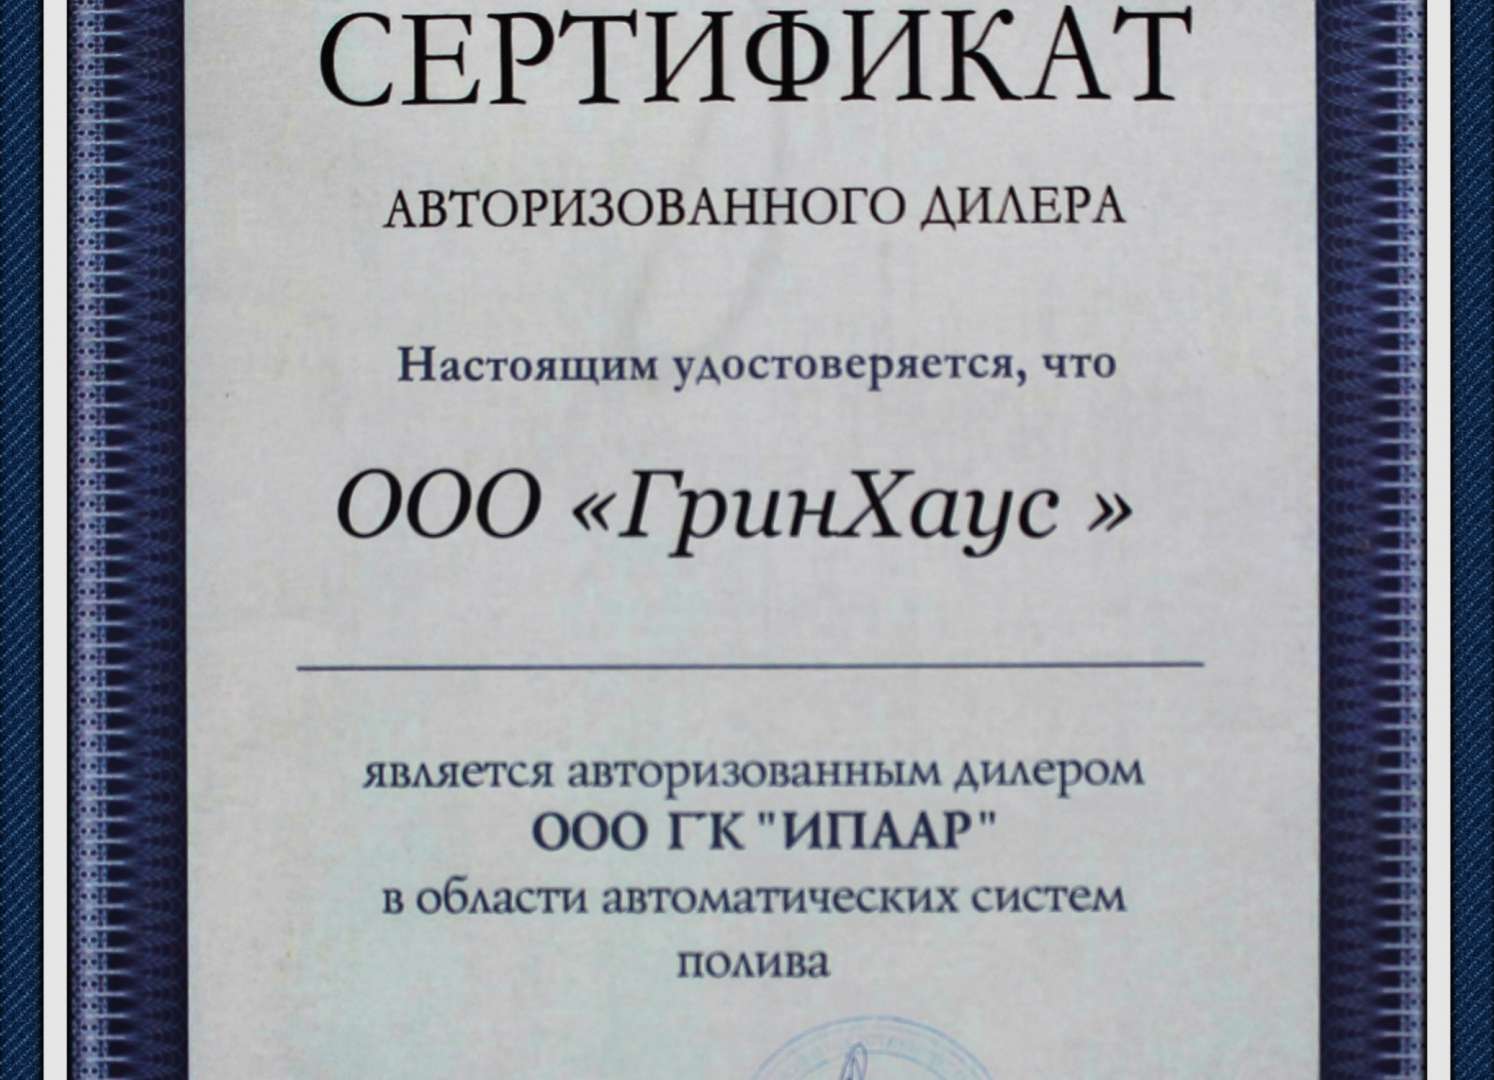 СЕРТИФИКАТ
АВТОРИЗОВАННОГО ДИЛЕРА
Настоящим удостоверяется, что
ООО «ГринХаус »
является авторизованным дилером
ООО ГК "ИПААР"
в области автоматических систем
полива